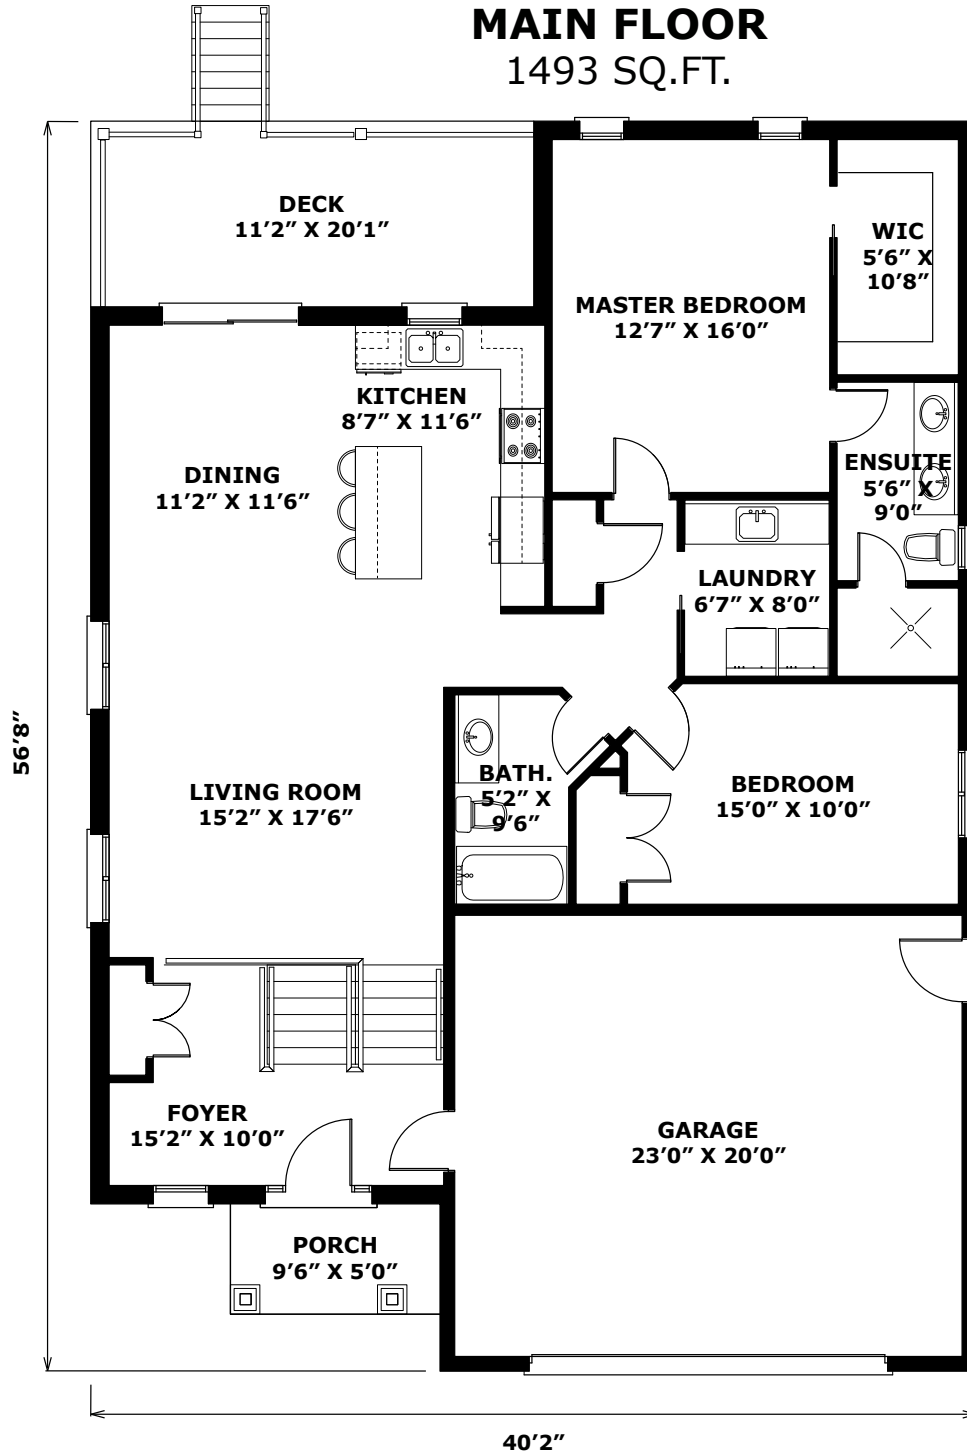 MAIN FLOOR
1493 SQ.FT.
DECK
11’2” X 20’1”
WIC
5’6” X
10’8”
MASTER BEDROOM
12’7” X 16’0”
KITCHEN
8’7” X 11’6”
DINING
11’2” X 11’6”
ENSUITE
5’6” X
9’0”
LAUNDRY
6’7” X 8’0”
56’8”
LIVING ROOM
15’2” X 17’6”
BATH.
5’2” X
9’6”
BEDROOM
15’0” X 10’0”
FOYER
15’2” X 10’0”
GARAGE
23’0” X 20’0”
PORCH
9’6” X 5’0”
40’2”